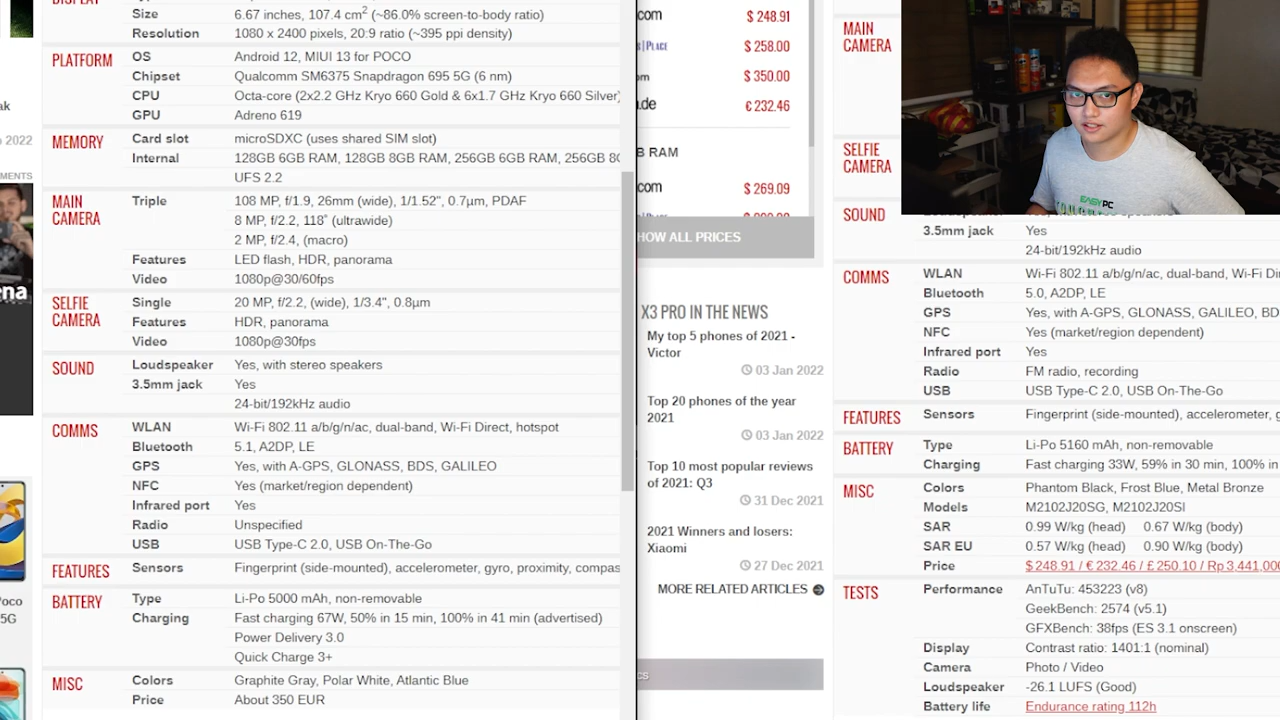 DISPLAY
Size 6.67 inches, 107.4 cm2 (~86.0% screen-to-body ratio)
Resolution 1080 x 2400 pixels, 20:9 ratio (~395 ppi density)
PLATFORM OS Android 12, MIUI 13 for POCO
Chipset Qualcomm SM6375 Snapdragon 695 5G (6 nm)
CPU Octa-core (2x2.2 GHz Kryo 660 Gold & 6x1.7 GHz Kryo 660 Silver)
GPU Adreno 619
MEMORY Card slot microSDXC (uses shared SIM slot)
Internal 128GB 6GB RAM, 128GB 8GB RAM, 256GB 6GB RAM, 256GB 8G
UFS 2.2
MAIN CAMERA Triple 108 MP, f/1.9, 26mm (wide), 1/1.52", 0.7µm, PDAF
8 MP, f/2.2, 118˚ (ultrawide)
2 MP, f/2.4, (macro)
Features LED flash, HDR, panorama
Video 1080p@30/60fps
SELFIE CAMERA Single 20 MP, f/2.2, (wide), 1/3.4", 0.8µm
Features HDR, panorama
Video 1080p@30fps
SOUND Loudspeaker Yes, with stereo speakers
3.5mm jack Yes
24-bit/192kHz audio
COMMS WLAN Wi-Fi 802.11 a/b/g/n/ac, dual-band, Wi-Fi Direct, hotspot
Bluetooth 5.1, A2DP, LE
GPS Yes, with A-GPS, GLONASS, BDS, GALILEO
NFC Yes (market/region dependent)
Infrared port Yes
Radio Unspecified
USB USB Type-C 2.0, USB On-The-Go
FEATURES Sensors Fingerprint (side-mounted), accelerometer, gyro, proximity, compas
BATTERY Type Li-Po 5000 mAh, non-removable
Charging Fast charging 67W, 50% in 15 min, 100% in 41 min (advertised)
Power Delivery 3.0
Quick Charge 3+
MISC Colors Graphite Gray, Polar White, Atlantic Blue
Price About 350 EUR
ak
2022
MENTS
na
oco
5G
.com $ 248.91
PLACE $ 258.00
om $ 350.00
.de € 232.46
B RAM
.com $ 269.09
HOW ALL PRICES
X3 PRO IN THE NEWS
My top 5 phones of 2021 -
Victor
03 Jan 2022
Top 20 phones of the year
2021
03 Jan 2022
Top 10 most popular reviews
of 2021: Q3
31 Dec 2021
2021 Winners and losers:
Xiaomi
27 Dec 2021
MORE RELATED ARTICLES
cs
MAIN
CAMERA
SELFIE
CAMERA
EASYPC
SOUND
3.5mm jack Yes
24-bit/192kHz audio
COMMS WLAN Wi-Fi 802.11 a/b/g/n/ac, dual-band, Wi-Fi Di
Bluetooth 5.0, A2DP, LE
GPS Yes, with A-GPS, GLONASS, GALILEO, BD
NFC Yes (market/region dependent)
Infrared port Yes
Radio FM radio, recording
USB USB Type-C 2.0, USB On-The-Go
FEATURES Sensors Fingerprint (side-mounted), accelerometer, g
BATTERY Type Li-Po 5160 mAh, non-removable
Charging Fast charging 33W, 59% in 30 min, 100% in
MISC Colors Phantom Black, Frost Blue, Metal Bronze
Models M2102J20SG, M2102J20SI
SAR 0.99 W/kg (head) 0.67 W/kg (body)
SAR EU 0.57 W/kg (head) 0.90 W/kg (body)
Price $ 248.91 / € 232.46 / £ 250.10 / Rp 3,441,00
TESTS Performance AnTuTu: 453223 (v8)
GeekBench: 2574 (v5.1)
GFXBench: 38fps (ES 3.1 onscreen)
Display Contrast ratio: 1401:1 (nominal)
Camera Photo / Video
Loudspeaker -26.1 LUFS (Good)
Battery life Endurance rating 112h